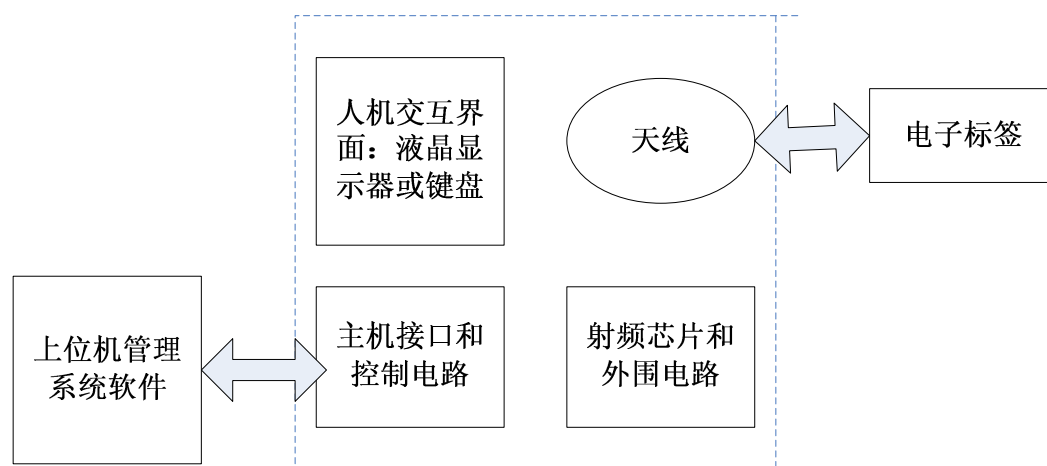 人机交互界
面：液晶显
示器或键盘
天线
电子标签
上位机管理
系统软件
主机接口和
控制电路
射频芯片和
外围电路